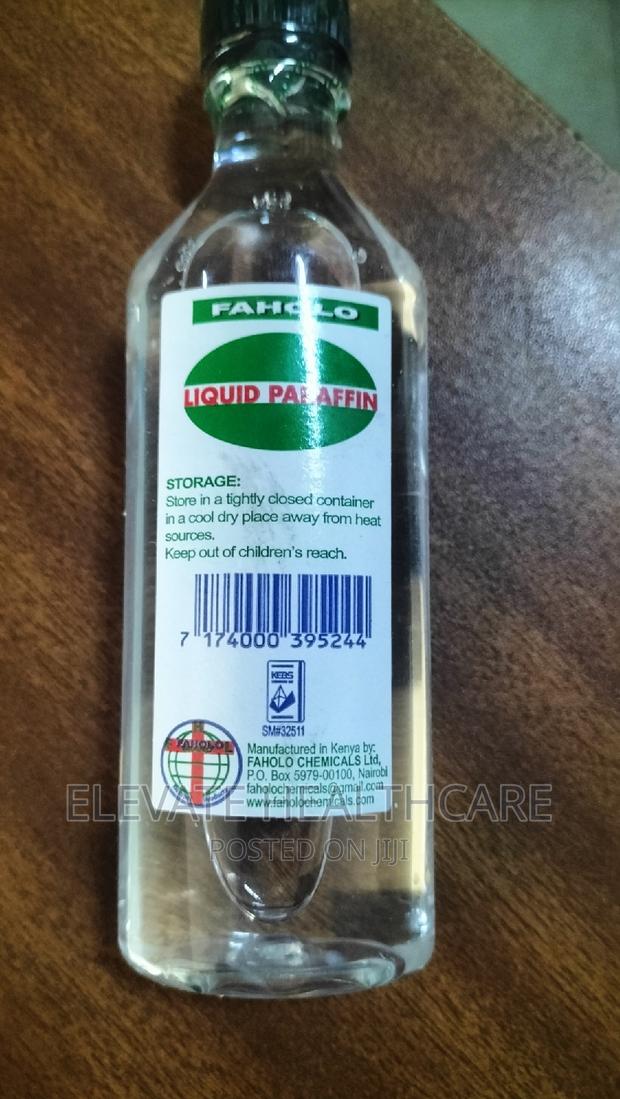 FAHOLO
LIQUID PARAFFIN
STORAGE:
Store in a tightly closed container
in a cool dry place away from heat
sources.
Keep out of children's reach.
7 174000 395244
KEBS
SM#32511
FAHOLO
Manufactured in Kenya by:
FAHOLO CHEMICALS Ltd,
P.O. Box 5979-00100, Nairobi
faholochemicals@gmail.com
www.faholochemicals.com
ELEVATE HEALTHCARE
POSTED ON JIJI